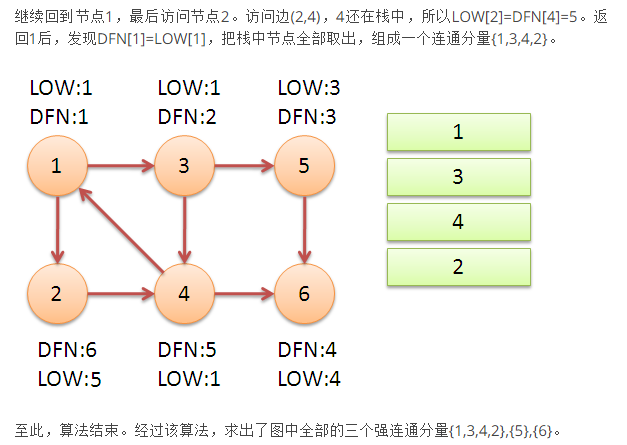 继续回到节点1，最后访问节点2。访问边(2,4)，4还在栈中，所以LOW[2]=DFN[4]=5。返
回1后，发现DFN[1]=LOW[1]，把栈中节点全部取出，组成一个连通分量{1,3,4,2}。
LOW:1 LOW:1 LOW:3
DFN:1 DFN:2 DFN:3
1 3 5
2 4 6
DFN:6 DFN:5 DFN:4
LOW:5 LOW:1 LOW:4
1
3
4
2
至此，算法结束。经过该算法，求出了图中全部的三个强连通分量{1,3,4,2},{5},{6}。